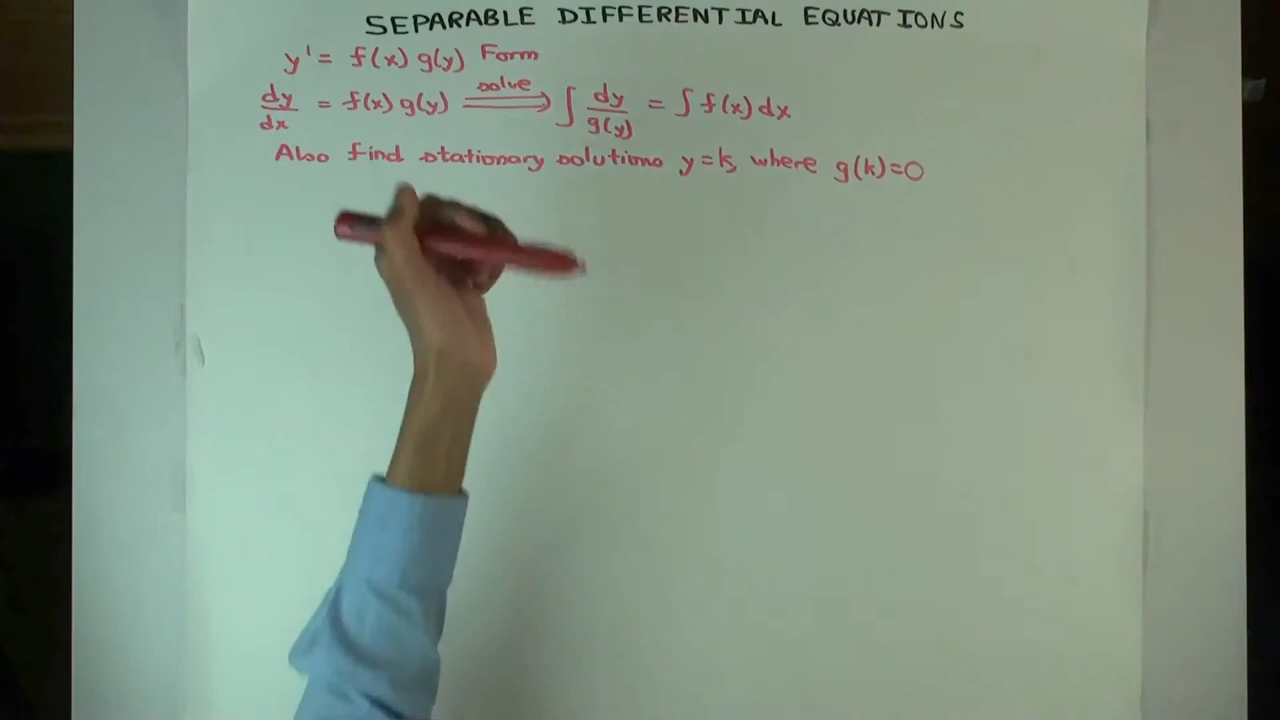 SEPARABLE DIFFERENTIAL EQUATIONS
y' = f(x) g(y) Form
dy/dx = f(x) g(y) solve ⟹ ∫ dy/g(y) = ∫ f(x) dx
Also find stationary solutions y=k, where g(k)=0